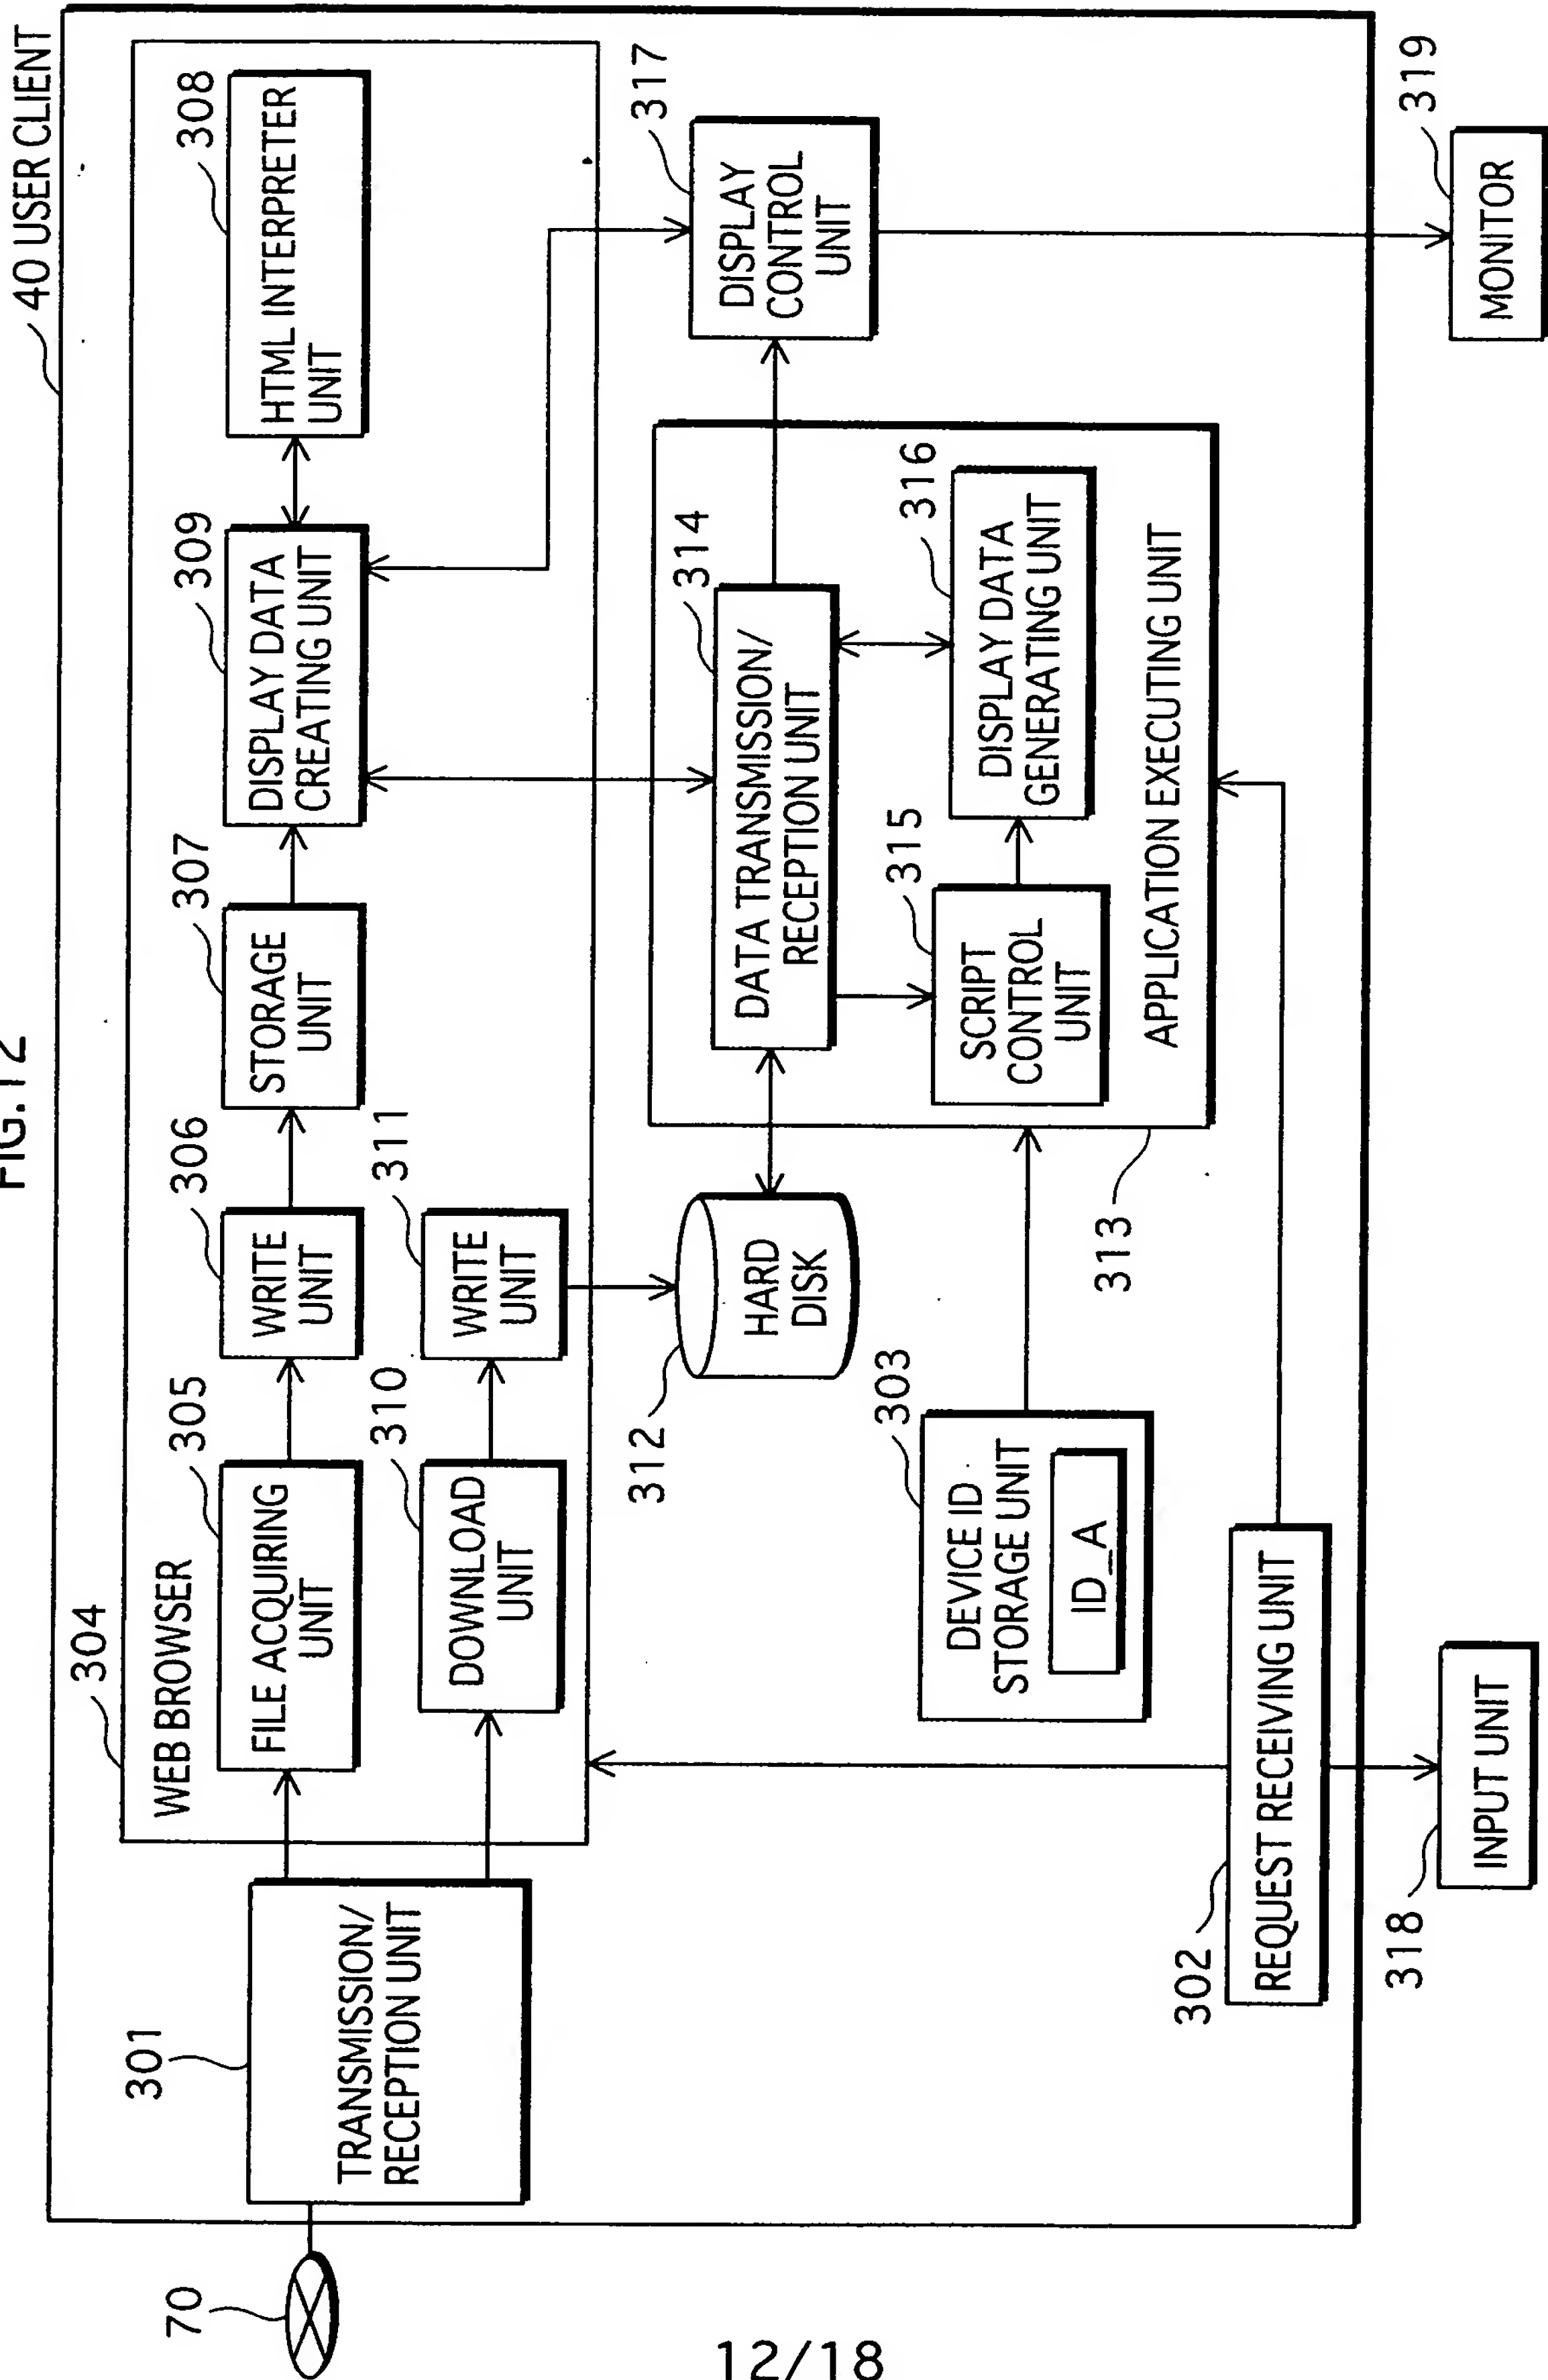 FIG.12
40 USER CLIENT
304
WEB BROWSER
301
TRANSMISSION/
RECEPTION UNIT
70
305
FILE ACQUIRING
UNIT
306
WRITE
UNIT
307
STORAGE
UNIT
309
DISPLAY DATA
CREATING UNIT
308
HTML INTERPRETER
UNIT
310
DOWNLOAD
UNIT
311
WRITE
UNIT
312
HARD
DISK
317
DISPLAY
CONTROL
UNIT
314
DATA TRANSMISSION/
RECEPTION UNIT
315
SCRIPT
CONTROL
UNIT
316
DISPLAY DATA
GENERATING UNIT
APPLICATION EXECUTING UNIT
313
303
DEVICE ID
STORAGE UNIT
ID_A
302
REQUEST RECEIVING UNIT
318
INPUT UNIT
319
MONITOR
12/18